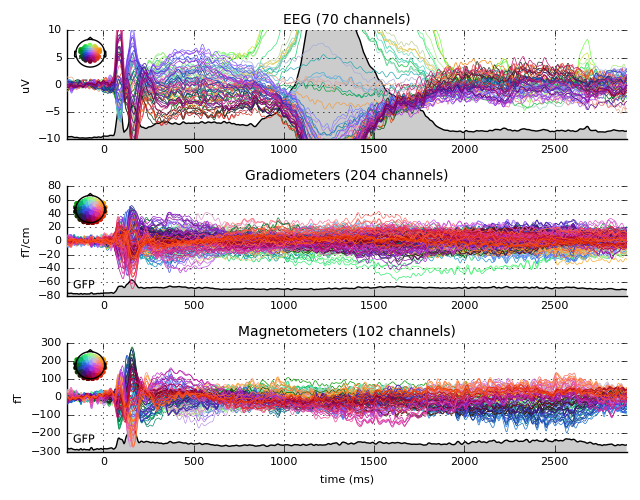 EEG (70 channels)
10
5
0
−5
−10
uV
0 500 1000 1500 2000 2500
Gradiometers (204 channels)
80
60
40
20
0
−20
−40
−60
−80
fT/cm
GFP
0 500 1000 1500 2000 2500
Magnetometers (102 channels)
300
200
100
0
−100
−200
−300
fT
GFP
0 500 1000 1500 2000 2500
time (ms)